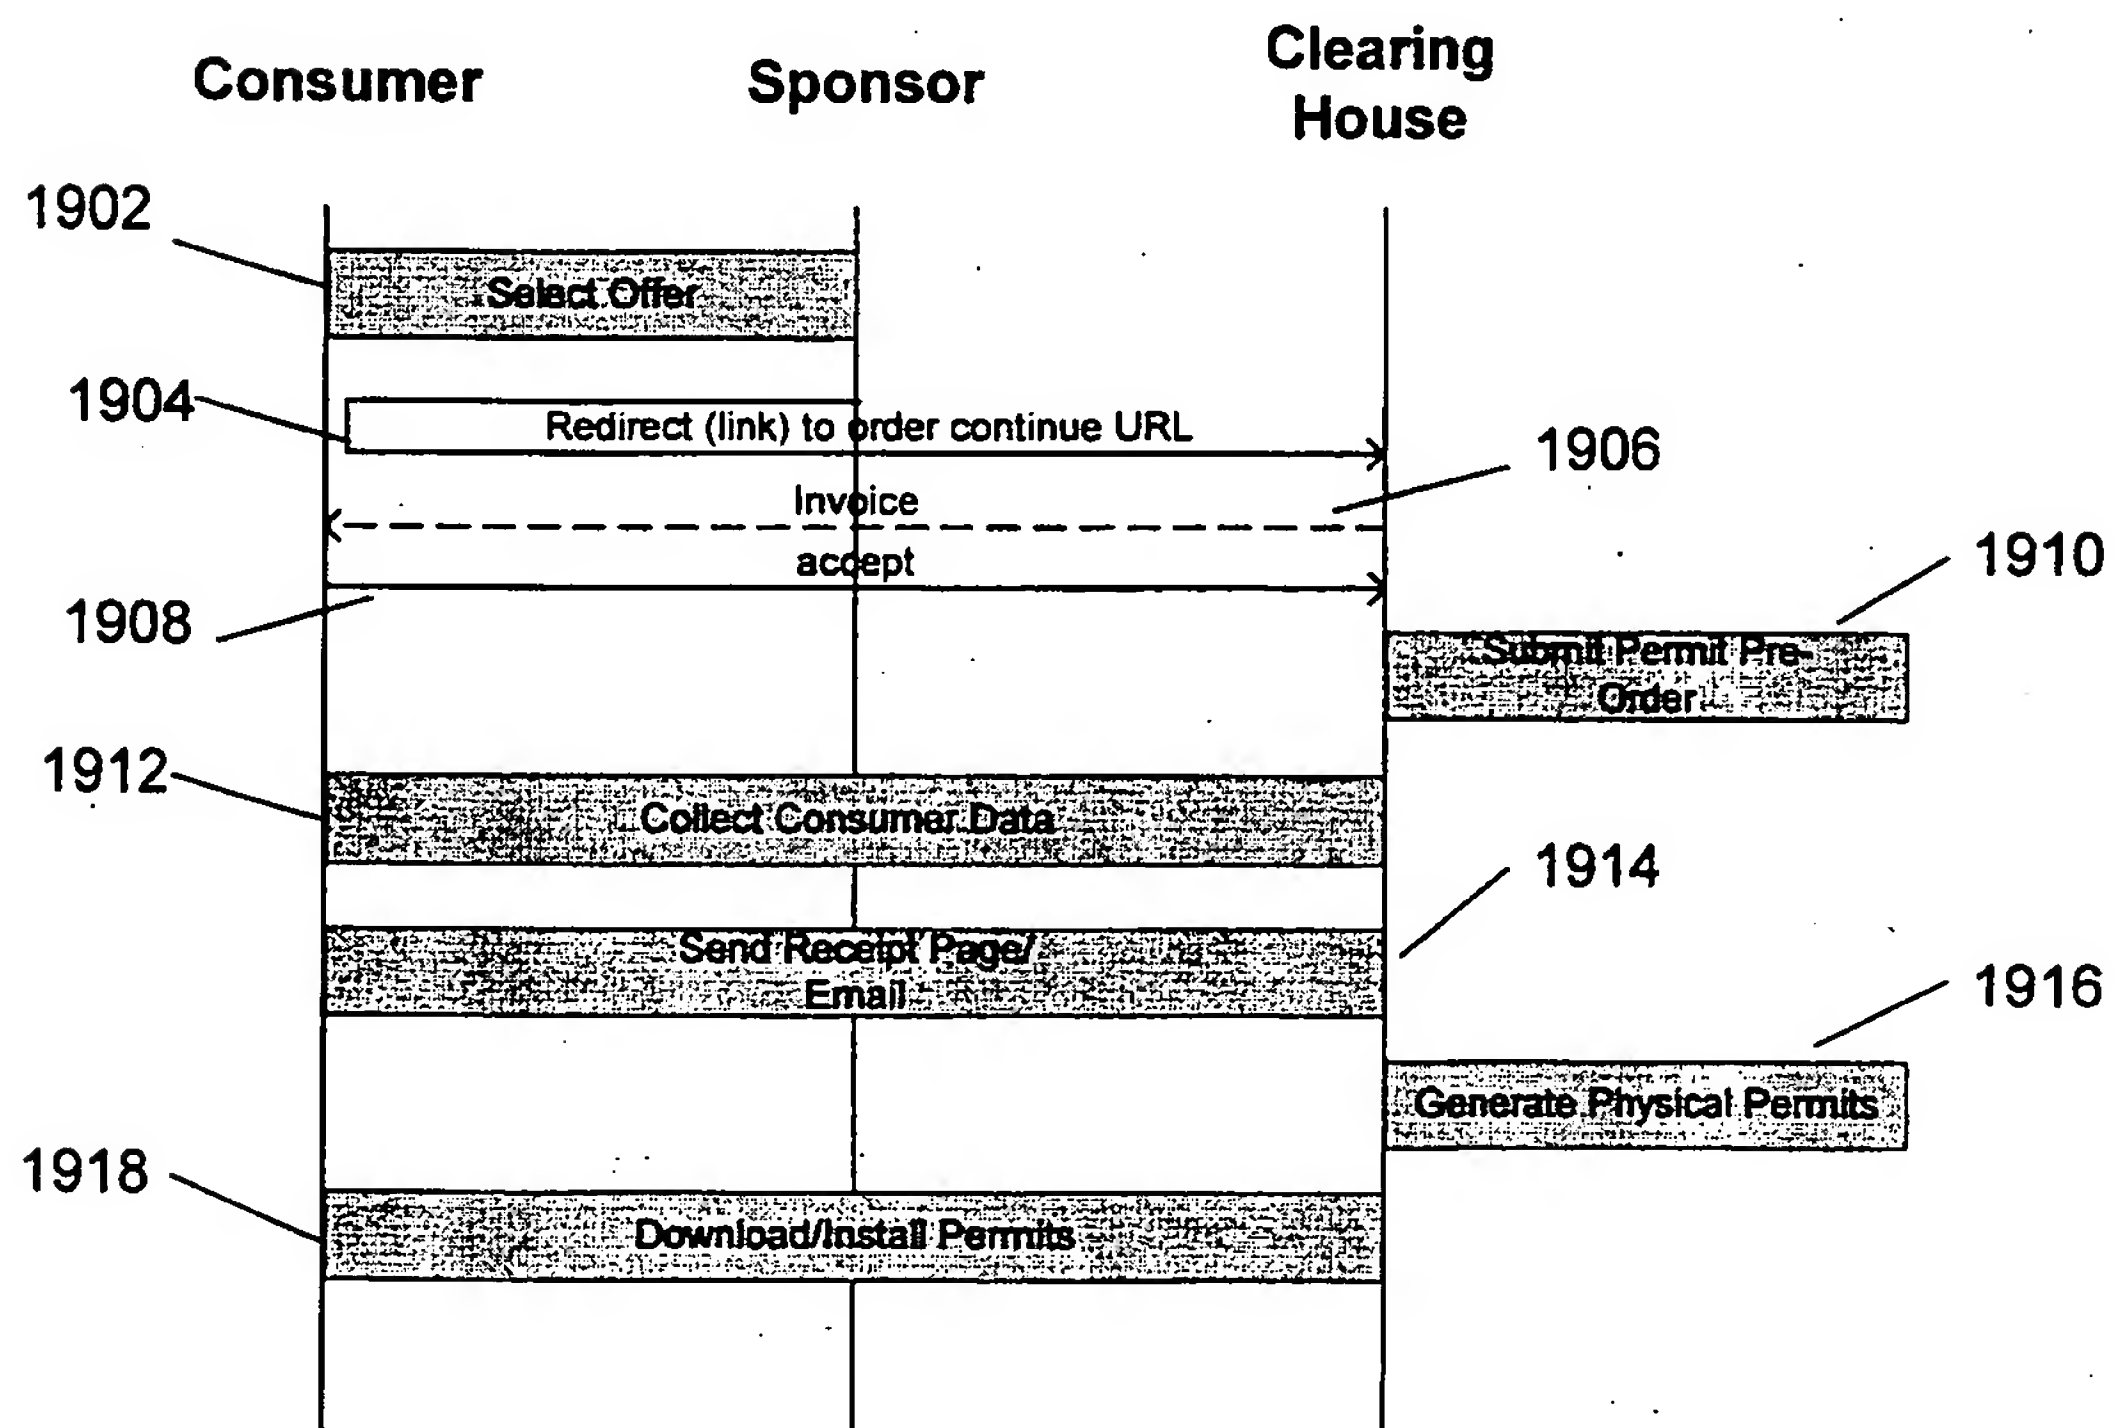 Consumer
Sponsor
Clearing
House
1902
Select Offer
1904
Redirect (link) to order continue URL
1906
Invoice
accept
1908
1910
Submit Permit Pre-
Order
1912
Collect Consumer Data
1914
Send Receipt Page/
Email
1916
Generate Physical Permits
1918
Download/Install Permits